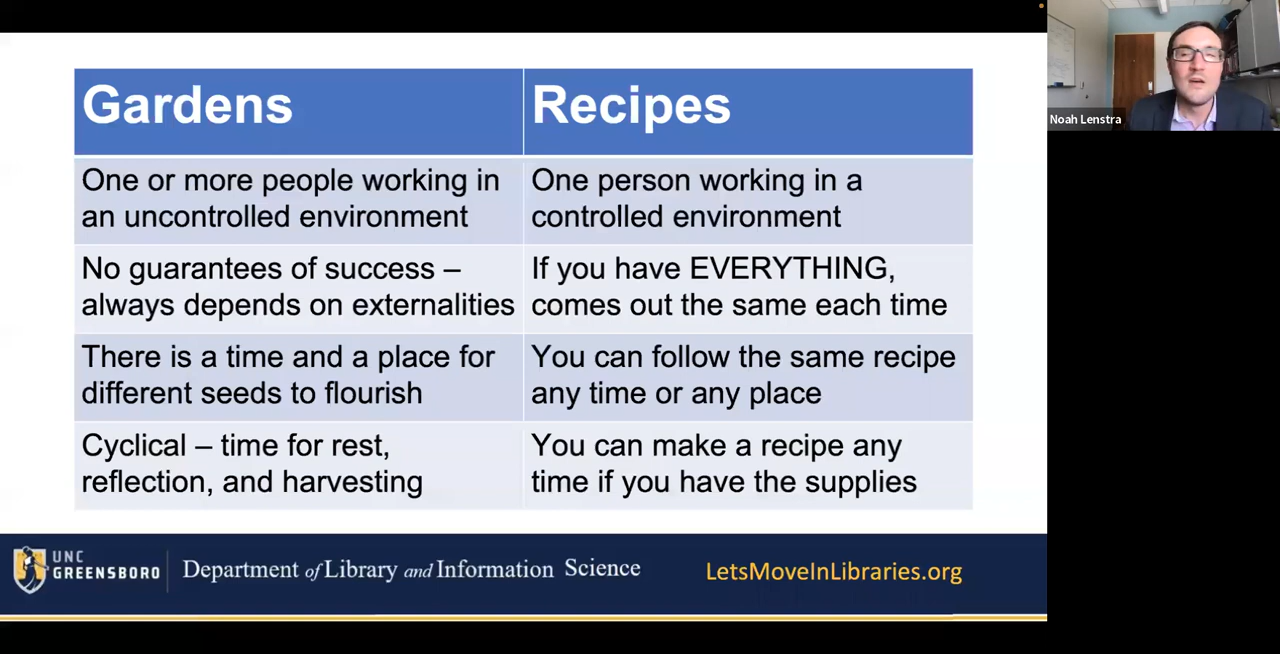 Gardens
Recipes
One or more people working in
an uncontrolled environment
One person working in a
controlled environment
No guarantees of success –
always depends on externalities
If you have EVERYTHING,
comes out the same each time
There is a time and a place for
different seeds to flourish
You can follow the same recipe
any time or any place
Cyclical – time for rest,
reflection, and harvesting
You can make a recipe any
time if you have the supplies
UNC
GREENSBORO
Department of Library and Information Science
LetsMoveInLibraries.org
Noah Lenstra